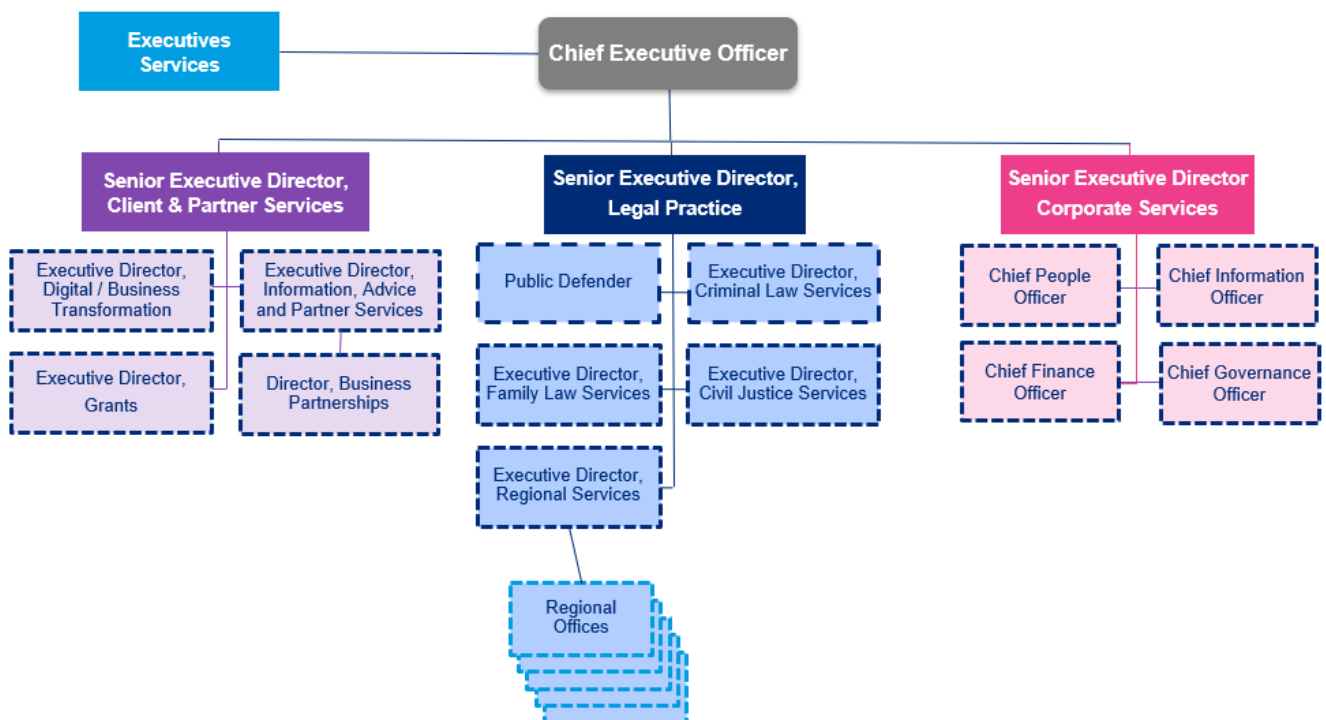 Executives
Services
Chief Executive Officer
Senior Executive Director,
Client & Partner Services
Senior Executive Director,
Legal Practice
Senior Executive Director
Corporate Services
Executive Director,
Digital / Business
Transformation
Executive Director,
Information, Advice
and Partner Services
Executive Director,
Grants
Director, Business
Partnerships
Public Defender
Executive Director,
Criminal Law Services
Executive Director,
Family Law Services
Executive Director,
Civil Justice Services
Executive Director,
Regional Services
Regional
Offices
Chief People
Officer
Chief Information
Officer
Chief Finance
Officer
Chief Governance
Officer